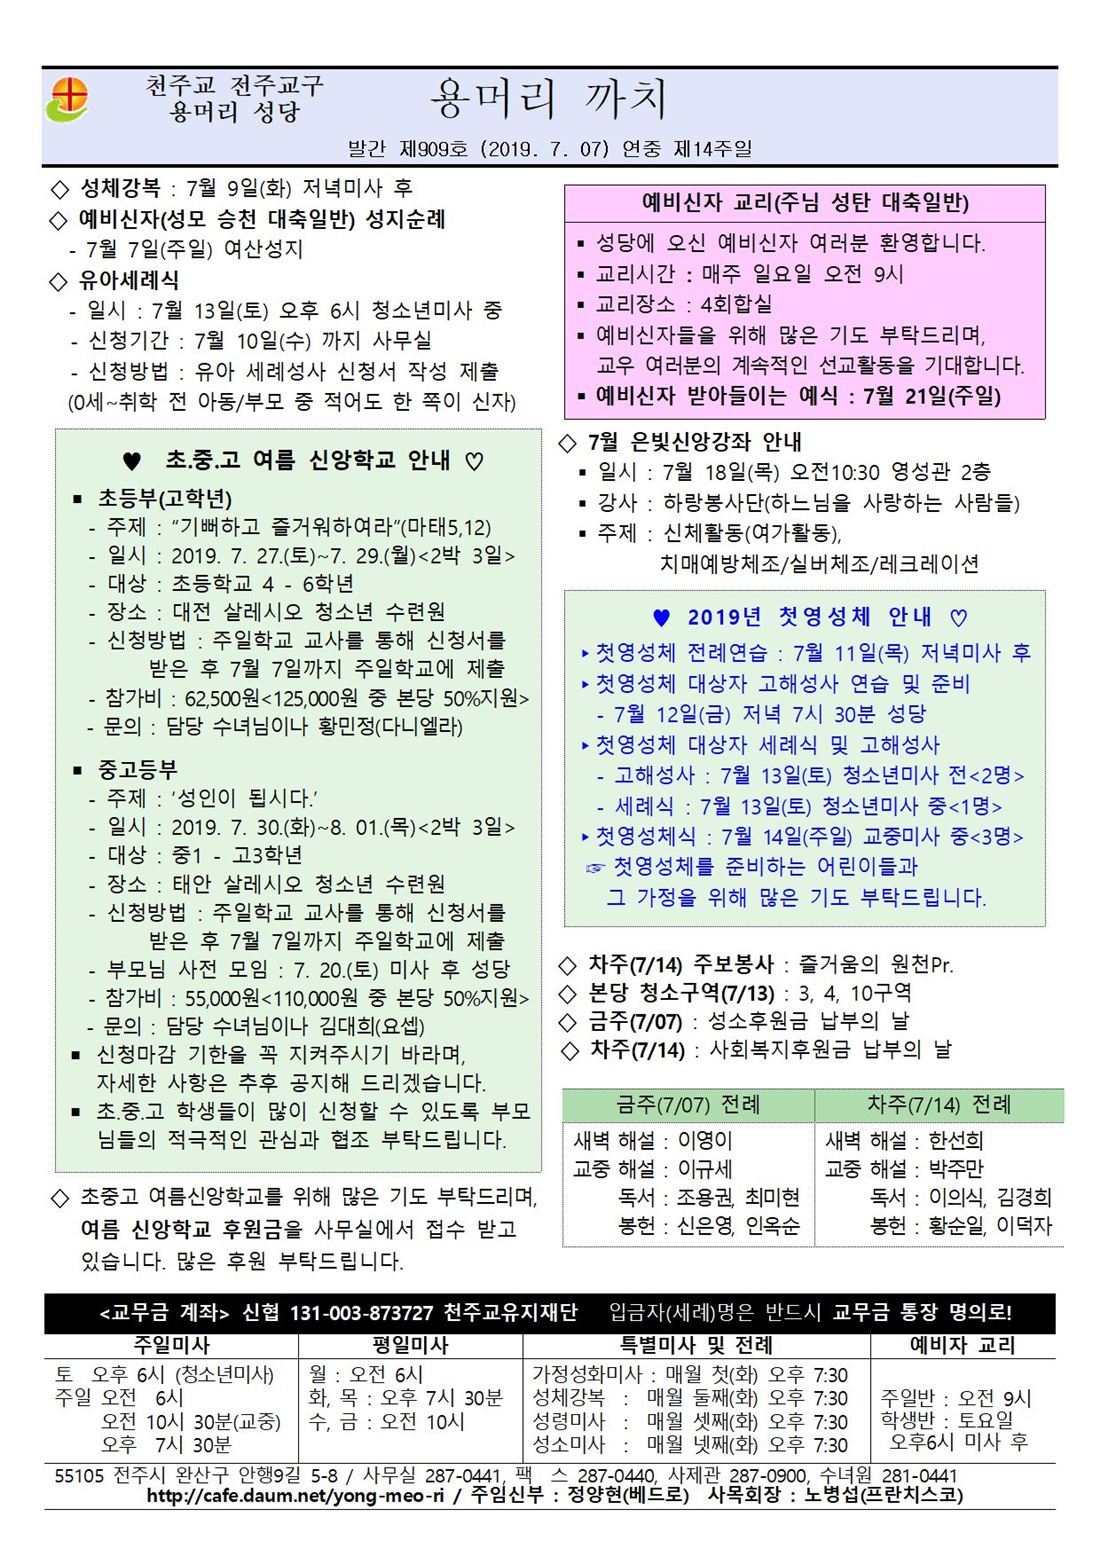 천주교 전주교구
용머리 성당
용머리 까치
발간 제909호 (2019. 7. 07) 연중 제14주일
◇ 성체강복 : 7월 9일(화) 저녁미사 후
◇ 예비신자(성모 승천 대축일반) 성지순례
- 7월 7일(주일) 여산성지
◇ 유아세례식
- 일시 : 7월 13일(토) 오후 6시 청소년미사 중
- 신청기간 : 7월 10일(수) 까지 사무실
- 신청방법 : 유아 세례성사 신청서 작성 제출
(0세~취학 전 아동/부모 중 적어도 한 쪽이 신자)
♥ 초.중.고 여름 신앙학교 안내 ♡
▪ 초등부(고학년)
- 주제 : “기뻐하고 즐거워하여라”(마태5,12)
- 일시 : 2019. 7. 27.(토)~7. 29.(월)<2박 3일>
- 대상 : 초등학교 4 - 6학년
- 장소 : 대전 살레시오 청소년 수련원
- 신청방법 : 주일학교 교사를 통해 신청서를
받은 후 7월 7일까지 주일학교에 제출
- 참가비 : 62,500원<125,000원 중 본당 50%지원>
- 문의 : 담당 수녀님이나 황민정(다니엘라)
▪ 중고등부
- 주제 : ‘성인이 됩시다.’
- 일시 : 2019. 7. 30.(화)~8. 01.(목)<2박 3일>
- 대상 : 중1 - 고3학년
- 장소 : 태안 살레시오 청소년 수련원
- 신청방법 : 주일학교 교사를 통해 신청서를
받은 후 7월 7일까지 주일학교에 제출
- 부모님 사전 모임 : 7. 20.(토) 미사 후 성당
- 참가비 : 55,000원<110,000원 중 본당 50%지원>
- 문의 : 담당 수녀님이나 김대희(요셉)
▪ 신청마감 기한을 꼭 지켜주시기 바라며,
자세한 사항은 추후 공지해 드리겠습니다.
▪ 초.중.고 학생들이 많이 신청할 수 있도록 부모
님들의 적극적인 관심과 협조 부탁드립니다.
◇ 초중고 여름신앙학교를 위해 많은 기도 부탁드리며,
여름 신앙학교 후원금을 사무실에서 접수 받고
있습니다. 많은 후원 부탁드립니다.
예비신자 교리(주님 성탄 대축일반)
▪ 성당에 오신 예비신자 여러분 환영합니다.
▪ 교리시간 : 매주 일요일 오전 9시
▪ 교리장소 : 4회합실
▪ 예비신자들을 위해 많은 기도 부탁드리며,
교우 여러분의 계속적인 선교활동을 기대합니다.
▪ 예비신자 받아들이는 예식 : 7월 21일(주일)
◇ 7월 은빛신앙강좌 안내
▪ 일시 : 7월 18일(목) 오전10:30 영성관 2층
▪ 강사 : 하랑봉사단(하느님을 사랑하는 사람들)
▪ 주제 : 신체활동(여가활동),
치매예방체조/실버체조/레크레이션
♥ 2019년 첫영성체 안내 ♡
▸첫영성체 전례연습 : 7월 11일(목) 저녁미사 후
▸첫영성체 대상자 고해성사 연습 및 준비
- 7월 12일(금) 저녁 7시 30분 성당
▸첫영성체 대상자 세례식 및 고해성사
- 고해성사 : 7월 13일(토) 청소년미사 전<2명>
- 세례식 : 7월 13일(토) 청소년미사 중<1명>
▸첫영성체식 : 7월 14일(주일) 교중미사 중<3명>
☞ 첫영성체를 준비하는 어린이들과
그 가정을 위해 많은 기도 부탁드립니다.
◇ 차주(7/14) 주보봉사 : 즐거움의 원천Pr.
◇ 본당 청소구역(7/13) : 3, 4, 10구역
◇ 금주(7/07) : 성소후원금 납부의 날
◇ 차주(7/14) : 사회복지후원금 납부의 날
금주(7/07) 전례 차주(7/14) 전례
새벽 해설 : 이영이 새벽 해설 : 한선희
교중 해설 : 이규세 교중 해설 : 박주만
독서 : 조용권, 최미현 독서 : 이의식, 김경희
봉헌 : 신은영, 인옥순 봉헌 : 황순일, 이덕자
<교무금 계좌> 신협 131-003-873727 천주교유지재단 입금자(세례)명은 반드시 교무금 통장 명의로!
주일미사 평일미사 특별미사 및 전례 예비자 교리
토 오후 6시 (청소년미사) 월 : 오전 6시 가정성화미사 : 매월 첫(화) 오후 7:30
주일 오전 6시 화, 목 : 오후 7시 30분 성체강복 : 매월 둘째(화) 오후 7:30 주일반 : 오전 9시
오전 10시 30분(교중) 수, 금 : 오전 10시 성령미사 : 매월 셋째(화) 오후 7:30 학생반 : 토요일
오후 7시 30분 성소미사 : 매월 넷째(화) 오후 7:30 오후6시 미사 후
55105 전주시 완산구 안행9길 5-8 / 사무실 287-0441, 팩 스 287-0440, 사제관 287-0900, 수녀원 281-0441
http://cafe.daum.net/yong-meo-ri / 주임신부 : 정양현(베드로) 사목회장 : 노병섭(프란치스코)